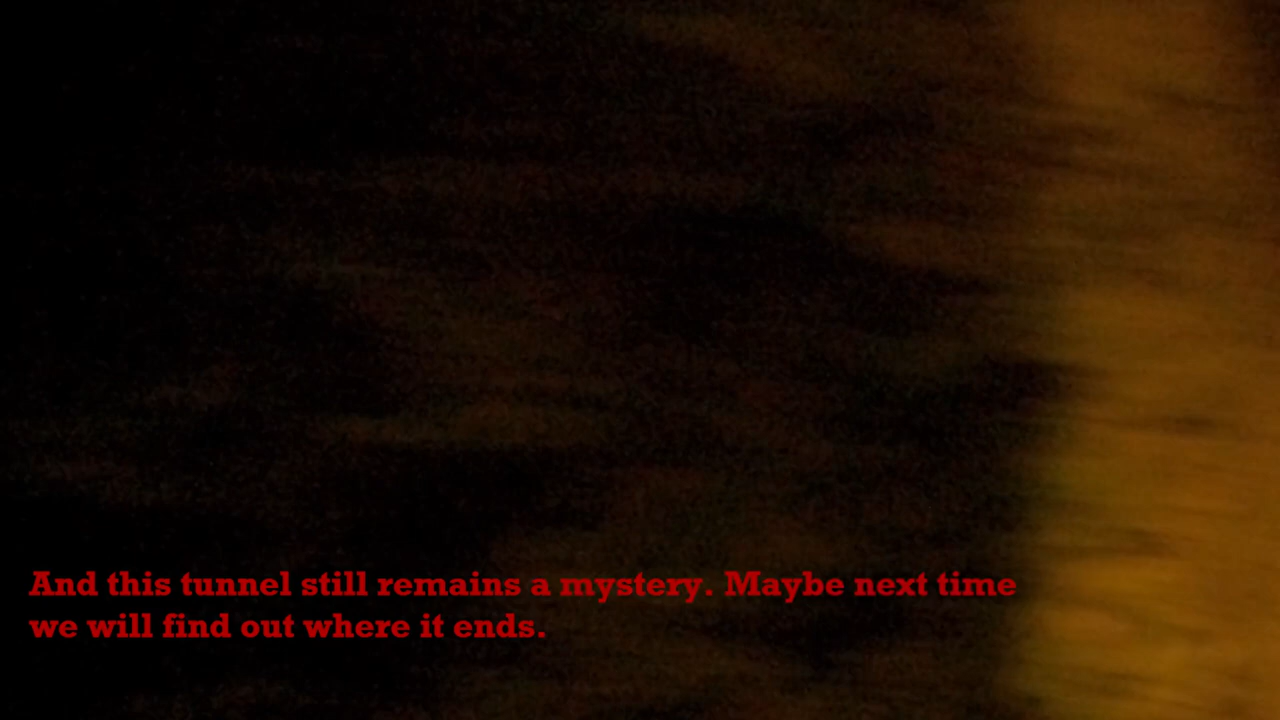 And this tunnel still remains a mystery. Maybe next time
we will find out where it ends.